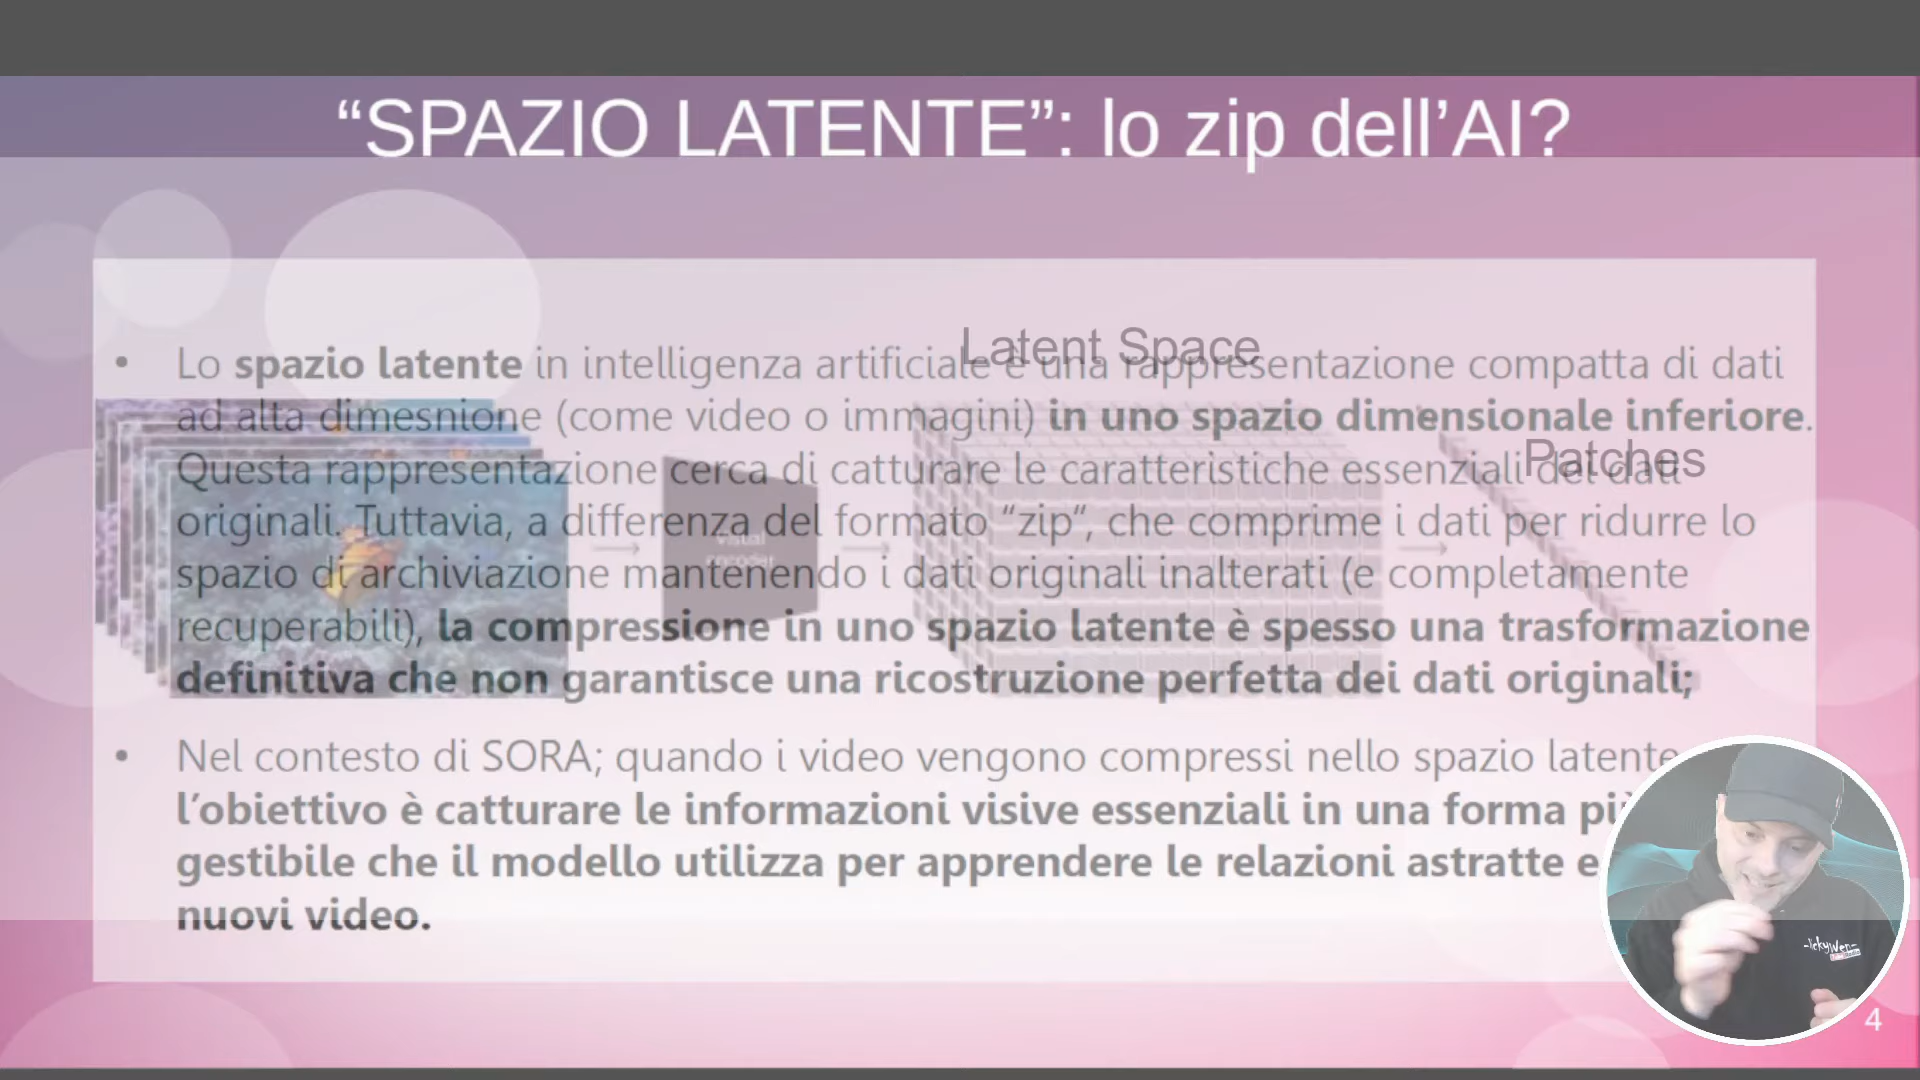 “SPAZIO LATENTE”: lo zip dell’AI?
Latent Space
• Lo spazio latente in intelligenza artificiale è una rappresentazione compatta di dati
ad alta dimesnione (come video o immagini) in uno spazio dimensionale inferiore.
Patches
Questa rappresentazione cerca di catturare le caratteristiche essenziali dei dati
originali. Tuttavia, a differenza del formato “zip”, che comprime i dati per ridurre lo
visual
encoder
spazio di archiviazione mantenendo i dati originali inalterati (e completamente
recuperabili), la compressione in uno spazio latente è spesso una trasformazione
definitiva che non garantisce una ricostruzione perfetta dei dati originali;
• Nel contesto di SORA; quando i video vengono compressi nello spazio latente
l’obiettivo è catturare le informazioni visive essenziali in una forma più
gestibile che il modello utilizza per apprendere le relazioni astratte e
nuovi video.
4